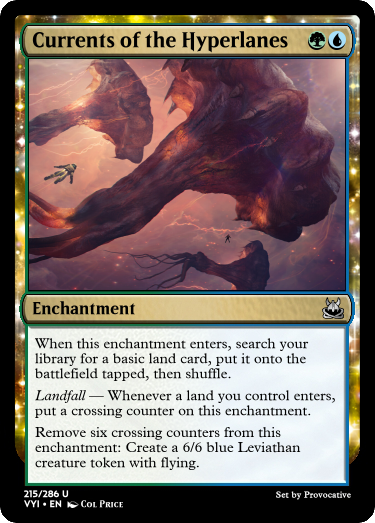 Currents of the Hyperlanes
Enchantment
When this enchantment enters, search your
library for a basic land card, put it onto the
battlefield tapped, then shuffle.
Landfall — Whenever a land you control enters,
put a crossing counter on this enchantment.
Remove six crossing counters from this
enchantment: Create a 6/6 blue Leviathan
creature token with flying.
215/286 U
VYI • EN Col Price
Set by Provocative